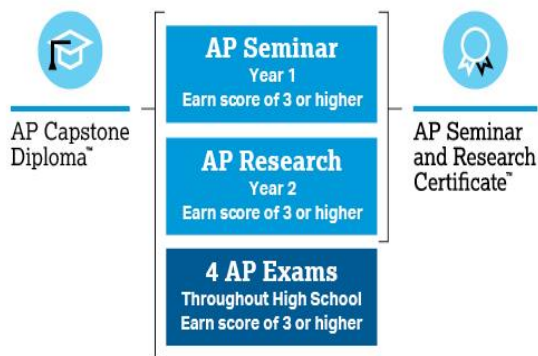 AP Capstone
Diploma™
AP Seminar
Year 1
Earn score of 3 or higher
AP Research
Year 2
Earn score of 3 or higher
4 AP Exams
Throughout High School
Earn score of 3 or higher
AP Seminar
and Research
Certificate™